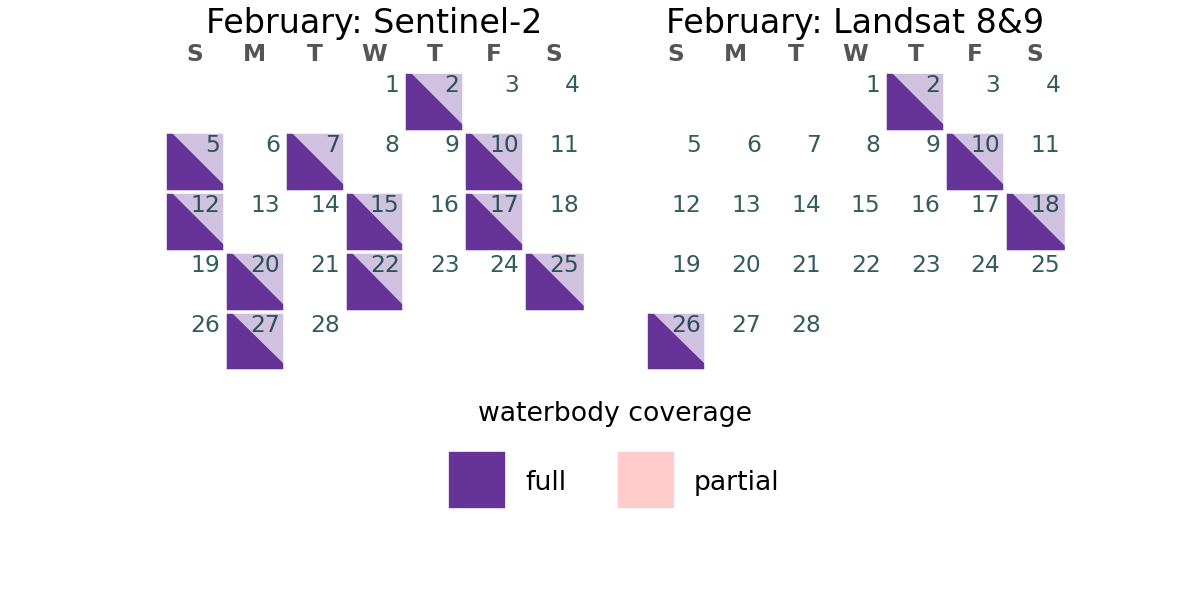 February: Sentinel-2
S M T W T F S
1 2 3 4
5 6 7 8 9 10 11
12 13 14 15 16 17 18
19 20 21 22 23 24 25
26 27 28
February: Landsat 8&9
S M T W T F S
1 2 3 4
5 6 7 8 9 10 11
12 13 14 15 16 17 18
19 20 21 22 23 24 25
26 27 28
waterbody coverage
full partial